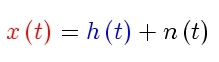 x (t) = h (t) + n (t)